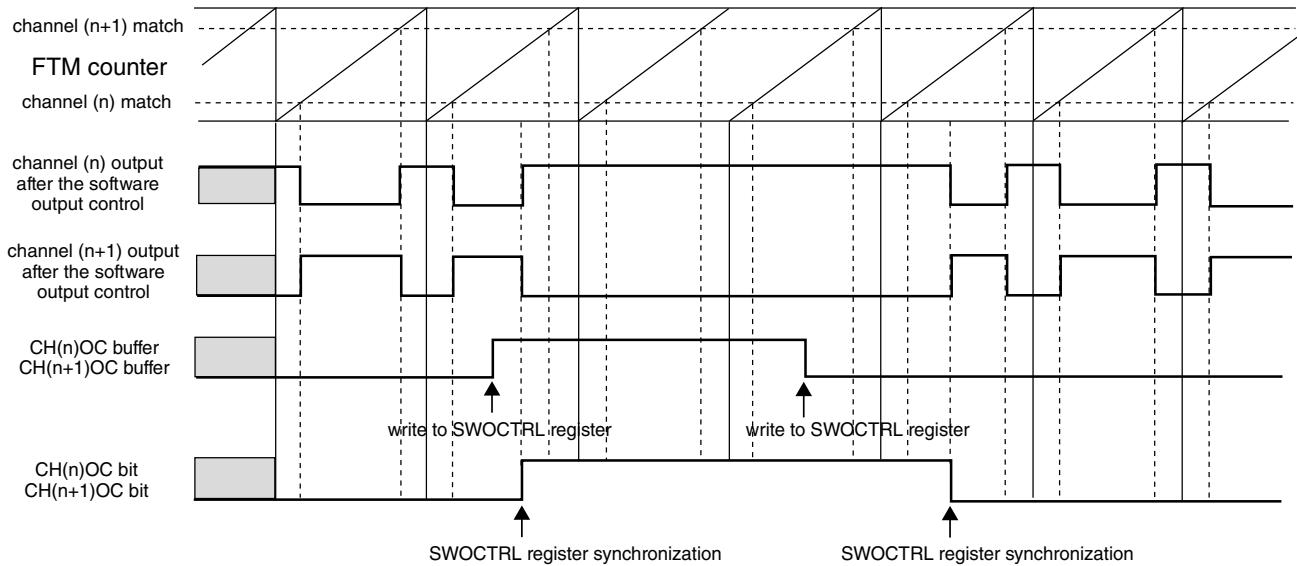 channel (n+1) match
FTM counter
channel (n) match
channel (n) output
after the software
output control
channel (n+1) output
after the software
output control
CH(n)OC buffer
CH(n+1)OC buffer
write to SWOCTRL register
write to SWOCTRL register
CH(n)OC bit
CH(n+1)OC bit
SWOCTRL register synchronization
SWOCTRL register synchronization